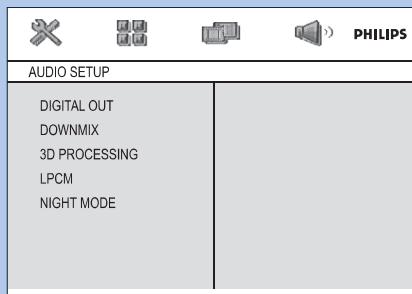 PHILIPS
AUDIO SETUP
DIGITAL OUT
DOWNMIX
3D PROCESSING
LPCM
NIGHT MODE